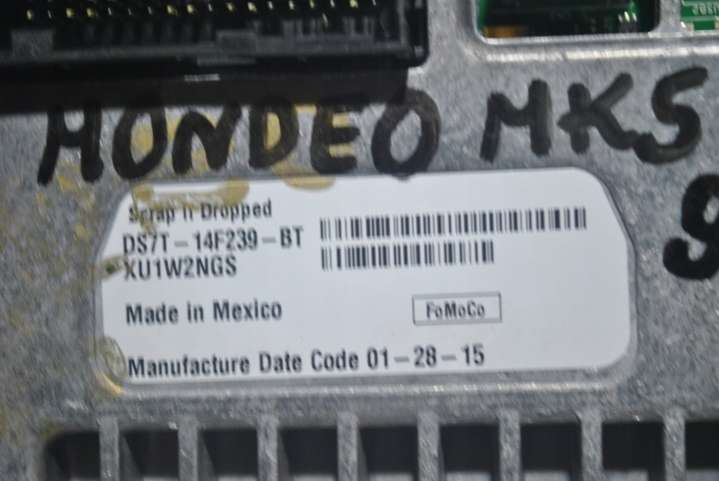 MONDEO MK5
9
Scrap If Dropped
DS7T-14F239-BT
XU1W2NGS
Made in Mexico
FoMoCo
Manufacture Date Code 01-28-15